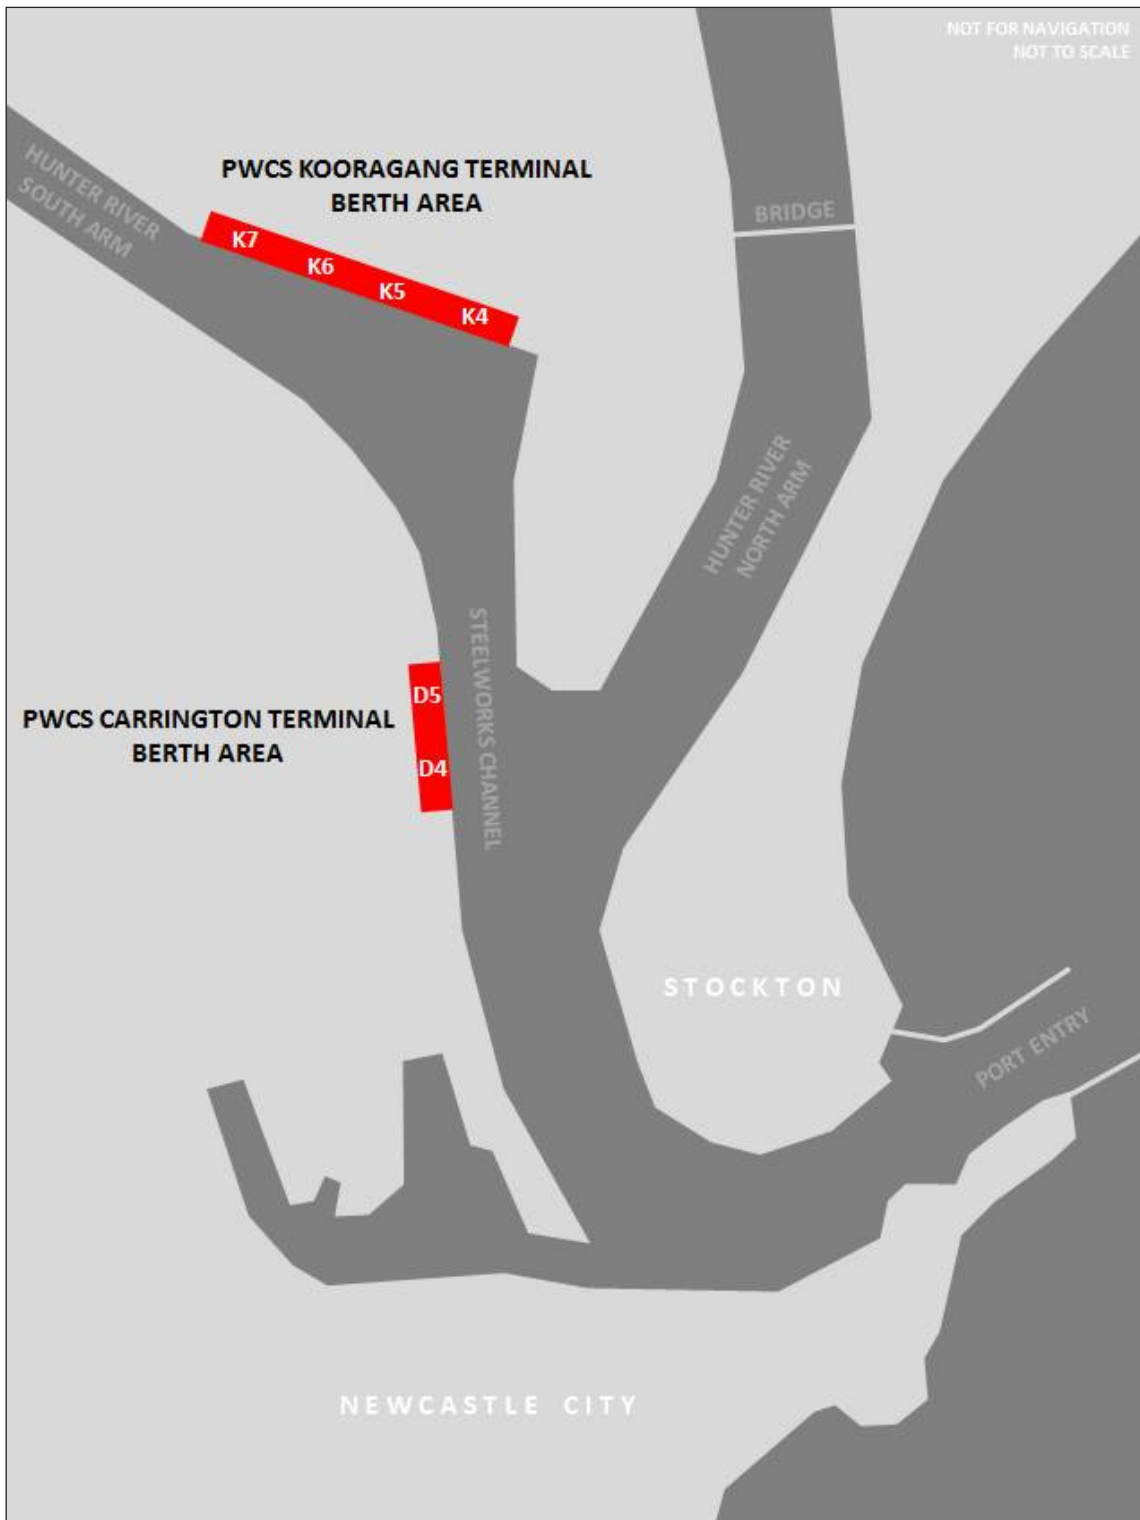 NOT FOR NAVIGATION
NOT TO SCALE
HUNTER RIVER
SOUTH ARM
PWCS KOORAGANG TERMINAL
BERTH AREA
BRIDGE
K7
K6
K5
K4
HUNTER RIVER
NORTH ARM
STEELWORKS CHANNEL
D5
PWCS CARRINGTON TERMINAL
BERTH AREA
D4
STOCKTON
PORT ENTRY
NEWCASTLE CITY